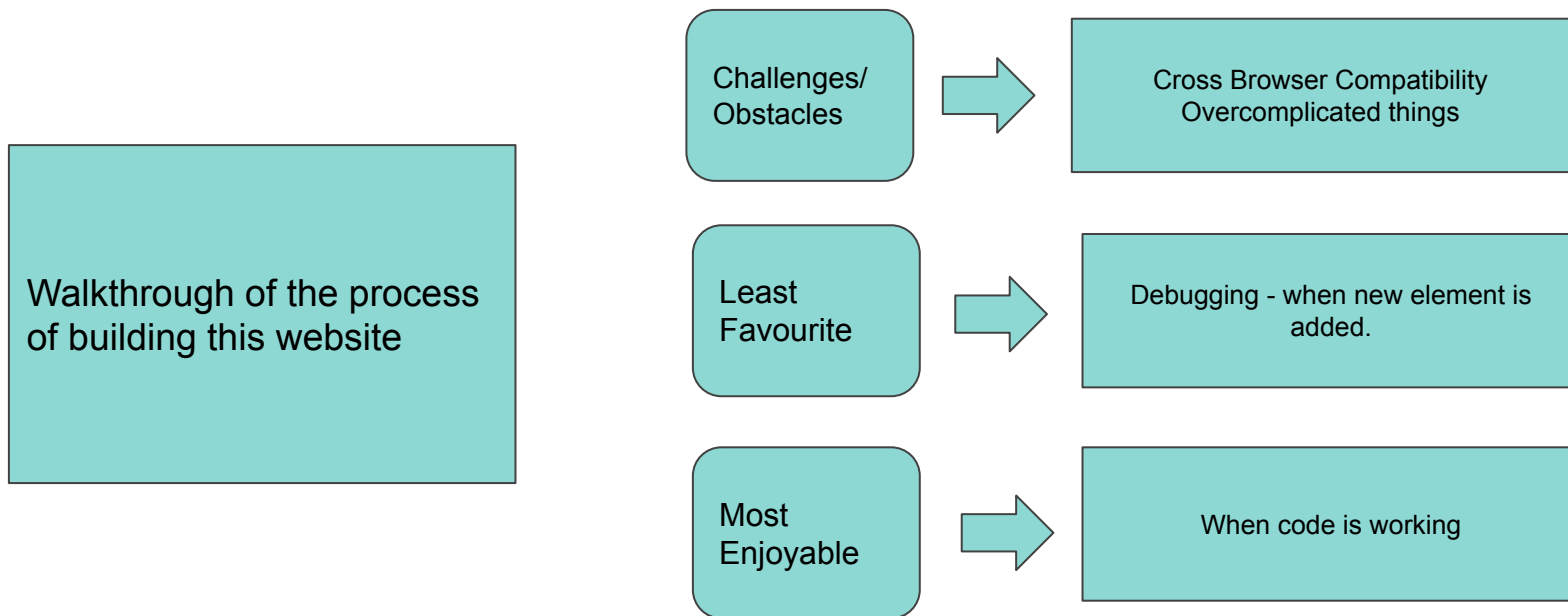 Walkthrough of the process
of building this website
Challenges/
Obstacles
Cross Browser Compatibility
Overcomplicated things
Least
Favourite
Debugging - when new element is
added.
Most
Enjoyable
When code is working